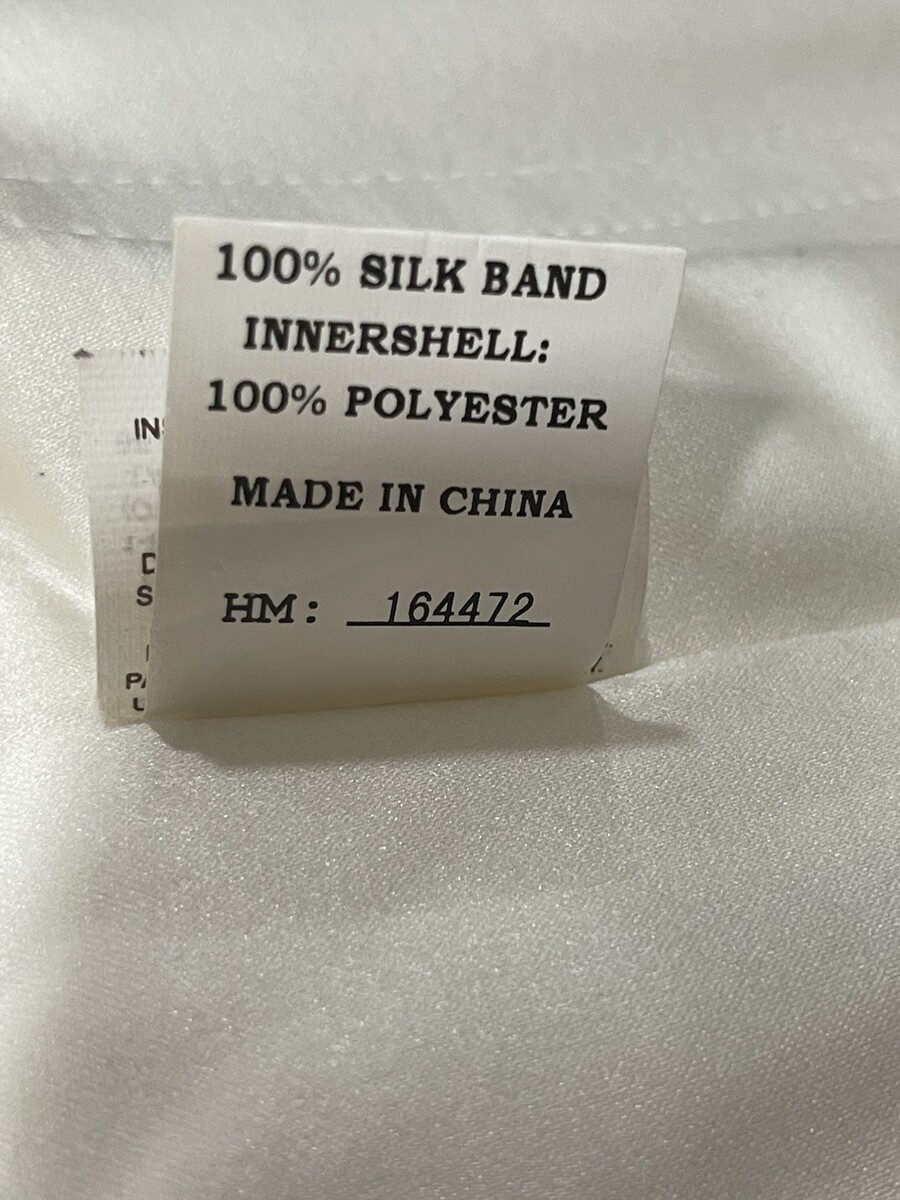 100% SILK BAND
INNERSHELL:
100% POLYESTER
MADE IN CHINA
HM: 164472